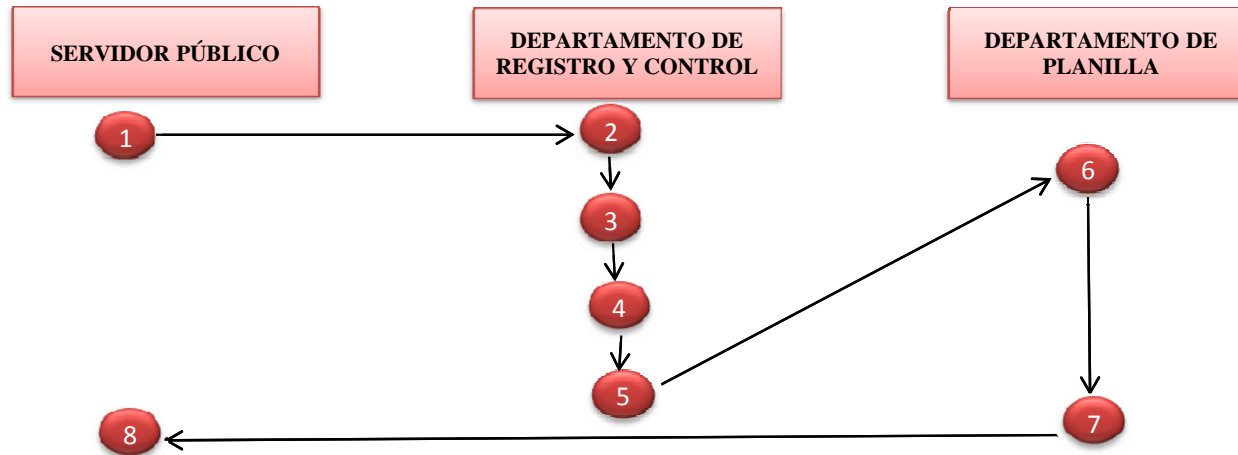 SERVIDOR PÚBLICO
DEPARTAMENTO DE
REGISTRO Y CONTROL
DEPARTAMENTO DE
PLANILLA
1
2
3
4
5
6
7
8